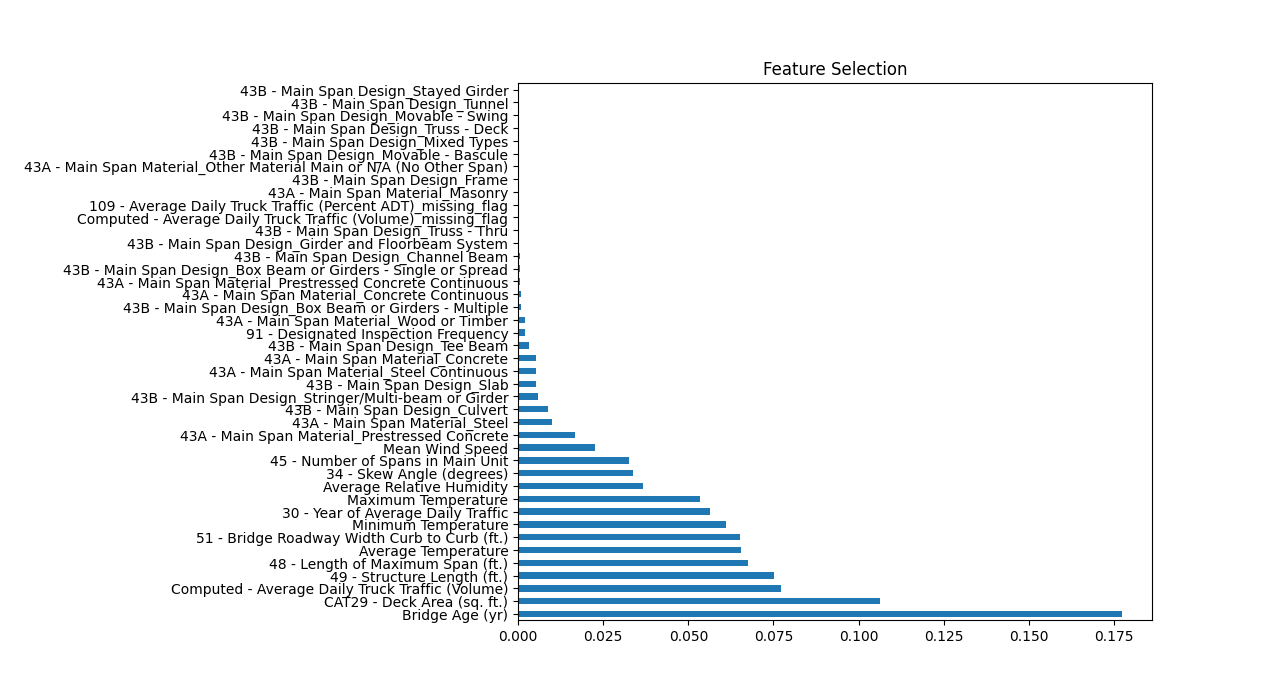 Feature Selection
43B - Main Span Design_Stayed Girder
43B - Main Span Design_Tunnel
43B - Main Span Design_Movable - Swing
43B - Main Span Design_Truss - Deck
43B - Main Span Design_Mixed Types
43B - Main Span Design_Movable - Bascule
43A - Main Span Material_Other Material Main or N/A (No Other Span)
43B - Main Span Design_Frame
43A - Main Span Material_Masonry
109 - Average Daily Truck Traffic (Percent ADT)_missing_flag
Computed - Average Daily Truck Traffic (Volume)_missing_flag
43B - Main Span Design_Truss - Thru
43B - Main Span Design_Girder and Floorbeam System
43B - Main Span Design_Channel Beam
43B - Main Span Design_Box Beam or Girders - Single or Spread
43A - Main Span Material_Prestressed Concrete Continuous
43A - Main Span Material_Concrete Continuous
43B - Main Span Design_Box Beam or Girders - Multiple
43A - Main Span Material_Wood or Timber
91 - Designated Inspection Frequency
43B - Main Span Design_Tee Beam
43A - Main Span Material_Concrete
43A - Main Span Material_Steel Continuous
43B - Main Span Design_Slab
43B - Main Span Design_Stringer/Multi-beam or Girder
43B - Main Span Design_Culvert
43A - Main Span Material_Steel
43A - Main Span Material_Prestressed Concrete
Mean Wind Speed
45 - Number of Spans in Main Unit
34 - Skew Angle (degrees)
Average Relative Humidity
Maximum Temperature
30 - Year of Average Daily Traffic
Minimum Temperature
51 - Bridge Roadway Width Curb to Curb (ft.)
Average Temperature
48 - Length of Maximum Span (ft.)
49 - Structure Length (ft.)
Computed - Average Daily Truck Traffic (Volume)
CAT29 - Deck Area (sq. ft.)
Bridge Age (yr)
0.000 0.025 0.050 0.075 0.100 0.125 0.150 0.175